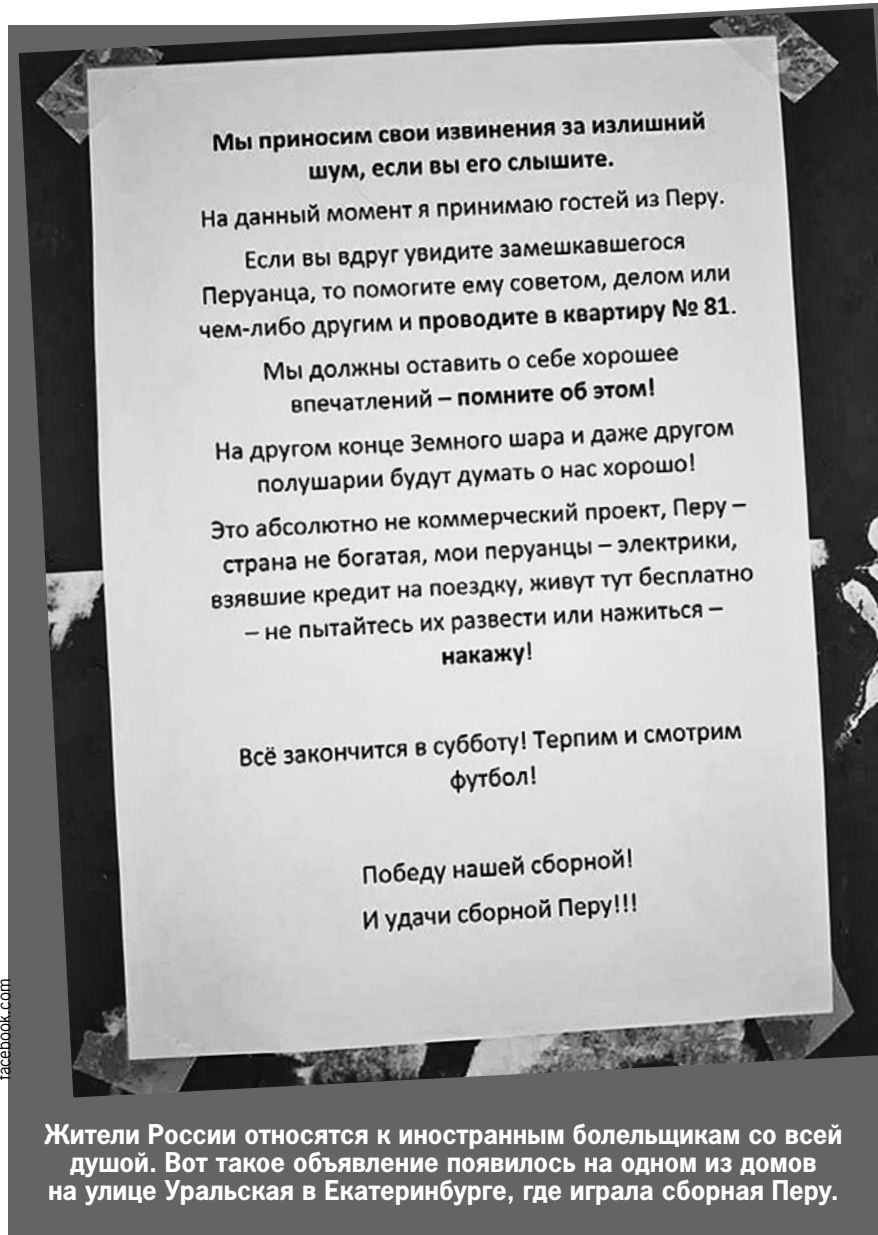 Мы приносим свои извинения за излишний
шум, если вы его слышите.
На данный момент я принимаю гостей из Перу.
Если вы вдруг увидите замешкавшегося
Перуанца, то помогите ему советом, делом или
чем-либо другим и проводите в квартиру № 81.
Мы должны оставить о себе хорошее
впечатлений – помните об этом!
На другом конце Земного шара и даже другом
полушарии будут думать о нас хорошо!
Это абсолютно не коммерческий проект, Перу –
страна не богатая, мои перуанцы – электрики,
взявшие кредит на поездку, живут тут бесплатно
– не пытайтесь их развести или нажиться –
накажу!
Всё закончится в субботу! Терпим и смотрим
футбол!
Победу нашей сборной!
И удачи сборной Перу!!!
facebook.com
Жители России относятся к иностранным болельщикам со всей
душой. Вот такое объявление появилось на одном из домов
на улице Уральская в Екатеринбурге, где играла сборная Перу.